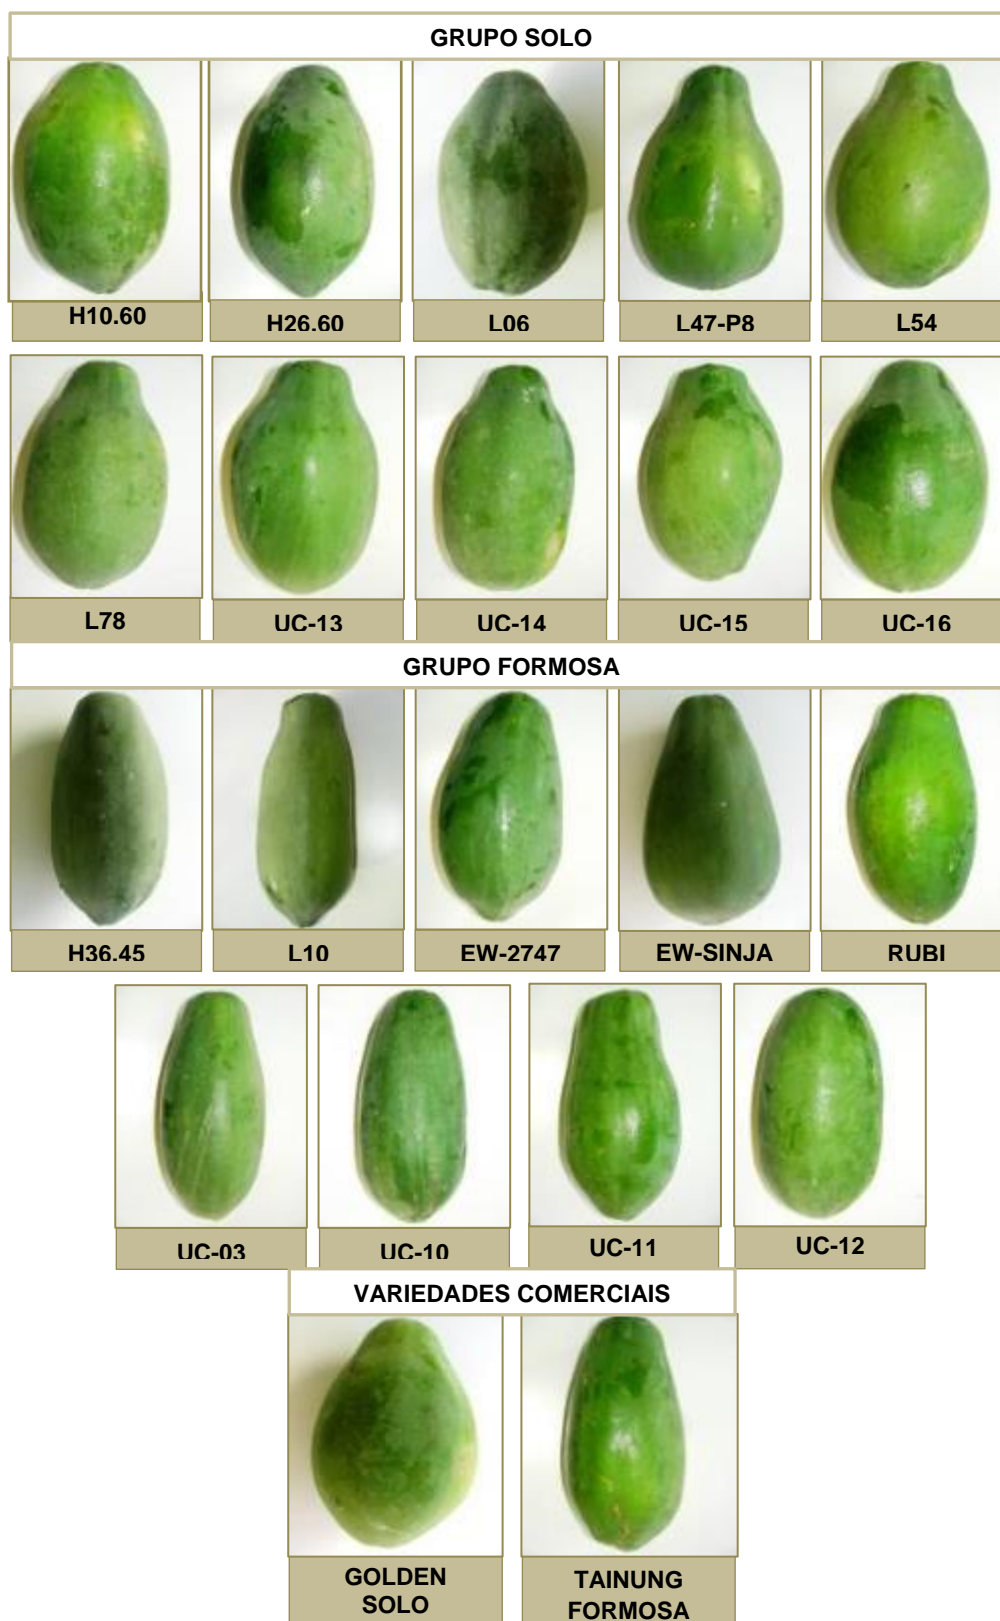 GRUPO SOLO
H10.60
H26.60
L06
L47-P8
L54
L78
UC-13
UC-14
UC-15
UC-16
GRUPO FORMOSA
H36.45
L10
EW-2747
EW-SINJA
RUBI
UC-03
UC-10
UC-11
UC-12
VARIEDADES COMERCIAIS
GOLDEN
SOLO
TAINUNG
FORMOSA